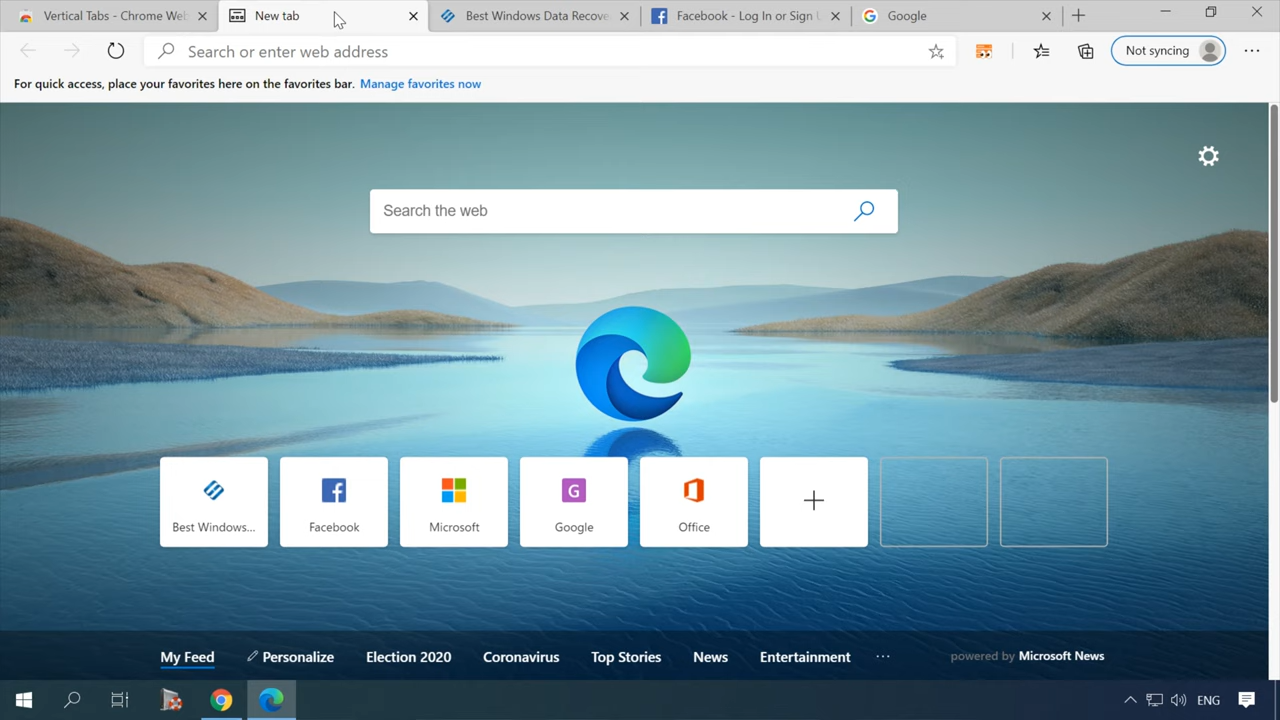 Vertical Tabs - Chrome Web
New tab
Best Windows Data Recove
Facebook - Log In or Sign U
Google
Search or enter web address
Not syncing
For quick access, place your favorites here on the favorites bar. Manage favorites now
Search the web
Best Windows...
Facebook
Microsoft
G
Google
Office
My Feed
Personalize
Election 2020
Coronavirus
Top Stories
News
Entertainment
...
powered by Microsoft News
ENG